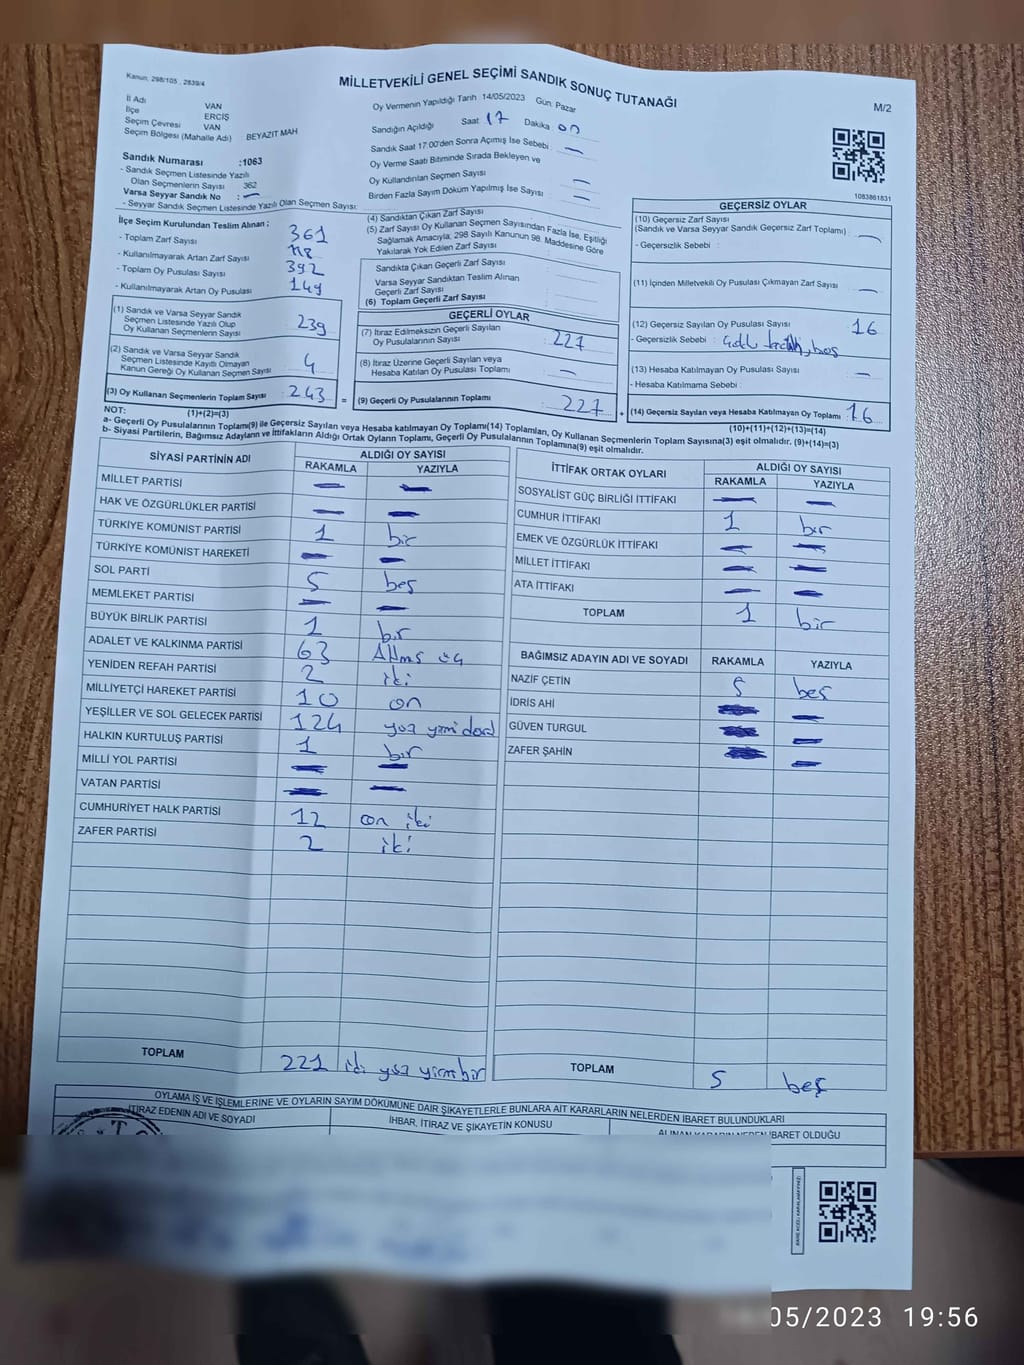 Kanun, 298/105 , 2839/4
MİLLETVEKİLİ GENEL SEÇİMİ SANDIK SONUÇ TUTANAĞI
M/2
İl Adı VAN
İlçe ERCİŞ
Seçim Çevresi VAN
Seçim Bölgesi (Mahalle Adı) BEYAZIT MAH
Sandık Numarası :1063
- Sandık Seçmen Listesinde Yazılı
Olan Seçmenlerin Sayısı 362
Varsa Seyyar Sandık No : —
- Seyyar Sandık Seçmen Listesinde Yazılı Olan Seçmen Sayısı:
Oy Vermenin Yapıldığı Tarih 14/05/2023 Gün Pazar
Sandığın Açıldığı Saat 17 Dakika 00
Sandık Saat 17:00'den Sonra Açımış İse Sebebi : —
Oy Verme Saati Bitiminde Sırada Bekleyen ve
Oy Kullandırılan Seçmen Sayısı —
Birden Fazla Sayım Döküm Yapılmış İse Sayısı —
1083861831
İlçe Seçim Kurulundan Teslim Alınan ;
- Toplam Zarf Sayısı 361
- Kullanılmayarak Artan Zarf Sayısı 118
- Toplam Oy Pusulası Sayısı 392
- Kullanılmayarak Artan Oy Pusulası 149
(1) Sandık ve Varsa Seyyar Sandık
Seçmen Listesinde Yazılı Olup
Oy Kullanan Seçmenlerin Sayısı 239
(2) Sandık ve Varsa Seyyar Sandık
Seçmen Listesinde Kayıtlı Olmayan
Kanun Gereği Oy Kullanan Seçmen Sayısı 4
(3) Oy Kullanan Seçmenlerin Toplam Sayısı 243 =
(4) Sandıktan Çıkan Zarf Sayısı
(5) Zarf Sayısı Oy Kullanan Seçmen Sayısından Fazla İse, Eşitliği
Sağlamak Amacıyla; 298 Sayılı Kanunun 98. Maddesine Göre
Yakılarak Yok Edilen Zarf Sayısı
Sandıkta Çıkan Geçerli Zarf Sayısı
Varsa Seyyar Sandıktan Teslim Alınan
Geçerli Zarf Sayısı
(6) Toplam Geçerli Zarf Sayısı
GEÇERLİ OYLAR
(7) İtiraz Edilmeksizin Geçerli Sayılan
Oy Pusulalarının Sayısı 227
(8) İtiraz Üzerine Geçerli Sayılan veya
Hesaba Katılan Oy Pusulası Toplamı —
(9) Geçerli Oy Pusulalarının Toplamı 227 +
GEÇERSİZ OYLAR
(10) Geçersiz Zarf Sayısı
(Sandık ve Varsa Seyyar Sandık Geçersiz Zarf Toplamı) : —
- Geçersizlik Sebebi :
(11) İçinden Milletvekili Oy Pusulası Çıkmayan Zarf Sayısı —
(12) Geçersiz Sayılan Oy Pusulası Sayısı 16
- Geçersizlik Sebebi : boş
(13) Hesaba Katılmayan Oy Pusulası Sayısı —
- Hesaba Katılmama Sebebi :
(14) Geçersiz Sayılan veya Hesaba Katılmayan Oy Toplamı 16
NOT: (1)+(2)=(3) (10)+(11)+(12)+(13)=(14)
a- Geçerli Oy Pusulalarının Toplamı(9) ile Geçersiz Sayılan veya Hesaba katılmayan Oy Toplamı(14) Toplamları, Oy Kullanan Seçmenlerin Toplam Sayısına(3) eşit olmalıdır. (9)+(14)=(3)
b- Siyasi Partilerin, Bağımsız Adayların ve İttifakların Aldığı Ortak Oyların Toplamı, Geçerli Oy Pusulalarının Toplamına(9) eşit olmalıdır.
SİYASİ PARTİNİN ADI ALDIĞI OY SAYISI
RAKAMLA YAZIYLA
MİLLET PARTİSİ — —
HAK VE ÖZGÜRLÜKLER PARTİSİ — —
TÜRKİYE KOMÜNİST PARTİSİ 1 bir
TÜRKİYE KOMÜNİST HAREKETİ — —
SOL PARTİ 5 beş
MEMLEKET PARTİSİ — —
BÜYÜK BİRLİK PARTİSİ 1 bir
ADALET VE KALKINMA PARTİSİ 63 Altmış üç
YENİDEN REFAH PARTİSİ 2 iki
MİLLİYETÇİ HAREKET PARTİSİ 10 on
YEŞİLLER VE SOL GELECEK PARTİSİ 124 yüz yirmi dört
HALKIN KURTULUŞ PARTİSİ 1 bir
MİLLİ YOL PARTİSİ — —
VATAN PARTİSİ — —
CUMHURİYET HALK PARTİSİ 12 on iki
ZAFER PARTİSİ 2 iki
TOPLAM 221 iki yüz yirmi bir
İTTİFAK ORTAK OYLARI ALDIĞI OY SAYISI
RAKAMLA YAZIYLA
SOSYALİST GÜÇ BİRLİĞİ İTTİFAKI — —
CUMHUR İTTİFAKI 1 bir
EMEK VE ÖZGÜRLÜK İTTİFAKI — —
MİLLET İTTİFAKI — —
ATA İTTİFAKI — —
TOPLAM 1 bir
BAĞIMSIZ ADAYIN ADI VE SOYADI RAKAMLA YAZIYLA
NAZİF ÇETİN 5 beş
İDRİS AHİ — —
GÜVEN TURGUL — —
ZAFER ŞAHİN — —
TOPLAM 5 beş
OYLAMA İŞ VE İŞLEMLERİNE VE OYLARIN SAYIM DÖKÜMÜNE DAİR ŞİKAYETLERLE BUNLARA AİT KARARLARIN NELERDEN İBARET BULUNDUKLARI
İTİRAZ EDENİN ADI VE SOYADI İHBAR, İTİRAZ VE ŞİKAYETİN KONUSU ALINAN KARARIN NEDEN İBARET OLDUĞU
05/2023 19:56